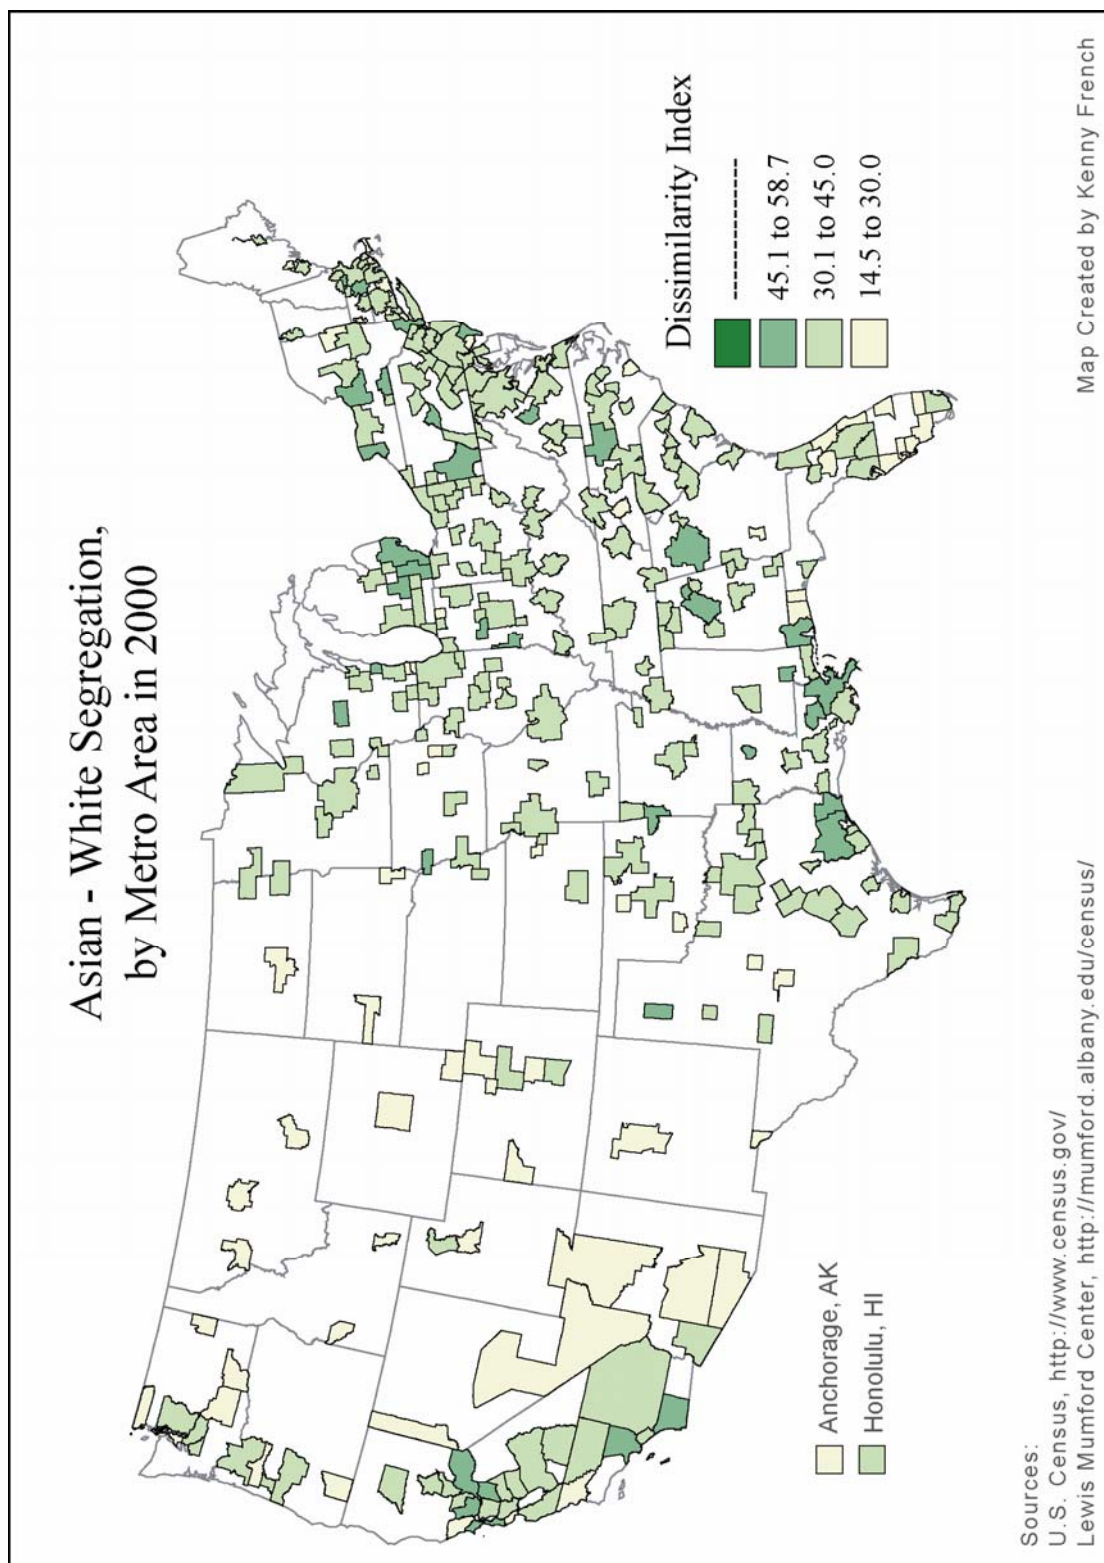 Asian - White Segregation,
by Metro Area in 2000
Dissimilarity Index
----------
45.1 to 58.7
30.1 to 45.0
14.5 to 30.0
Anchorage, AK
Honolulu, HI
Sources:
U.S. Census, http://www.census.gov/
Lewis Mumford Center, http://mumford.albany.edu/census/
Map Created by Kenny French